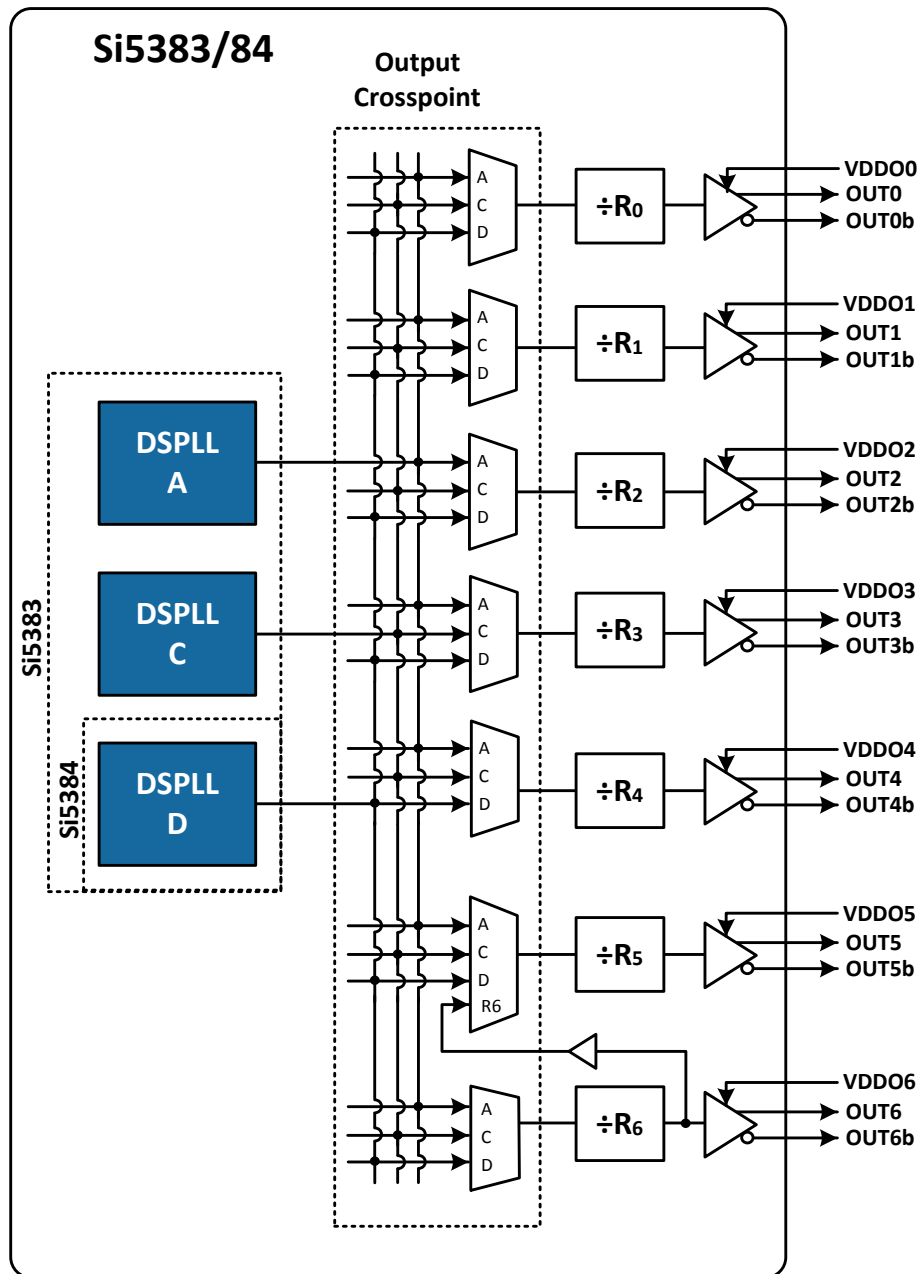 Si5383/84
Output
Crosspoint
A
C
D
÷R0
VDDO0
OUT0
OUT0b
A
C
D
÷R1
VDDO1
OUT1
OUT1b
Si5383
DSPLL
A
A
C
D
÷R2
VDDO2
OUT2
OUT2b
DSPLL
C
A
C
D
÷R3
VDDO3
OUT3
OUT3b
Si5384
DSPLL
D
A
C
D
÷R4
VDDO4
OUT4
OUT4b
A
C
D
R6
÷R5
VDDO5
OUT5
OUT5b
A
C
D
÷R6
VDDO6
OUT6
OUT6b